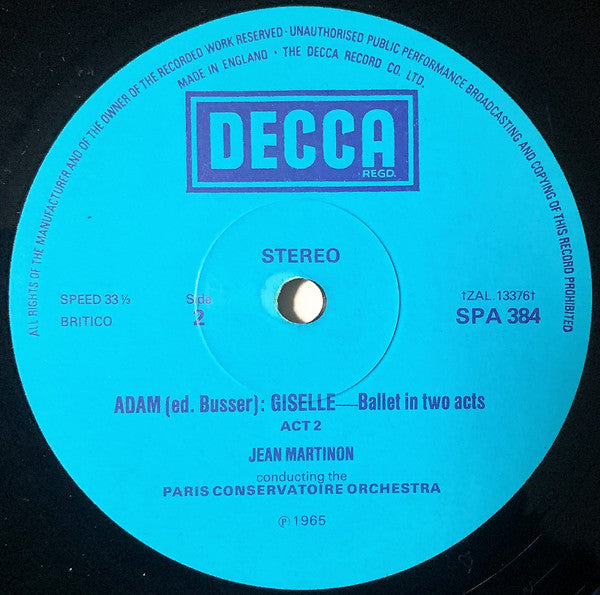 ALL RIGHTS OF THE MANUFACTURER AND OF THE OWNER OF THE RECORDED WORK RESERVED · UNAUTHORISED PUBLIC PERFORMANCE BROADCASTING AND COPYING OF THIS RECORD PROHIBITED
MADE IN ENGLAND · THE DECCA RECORD CO. LTD.
DECCA
REGD.
STEREO
SPEED 33⅓
BRITICO
Side
2
†ZAL.13376†
SPA 384
ADAM (ed. Busser): GISELLE—Ballet in two acts
ACT 2
JEAN MARTINON
conducting the
PARIS CONSERVATOIRE ORCHESTRA
℗ 1965